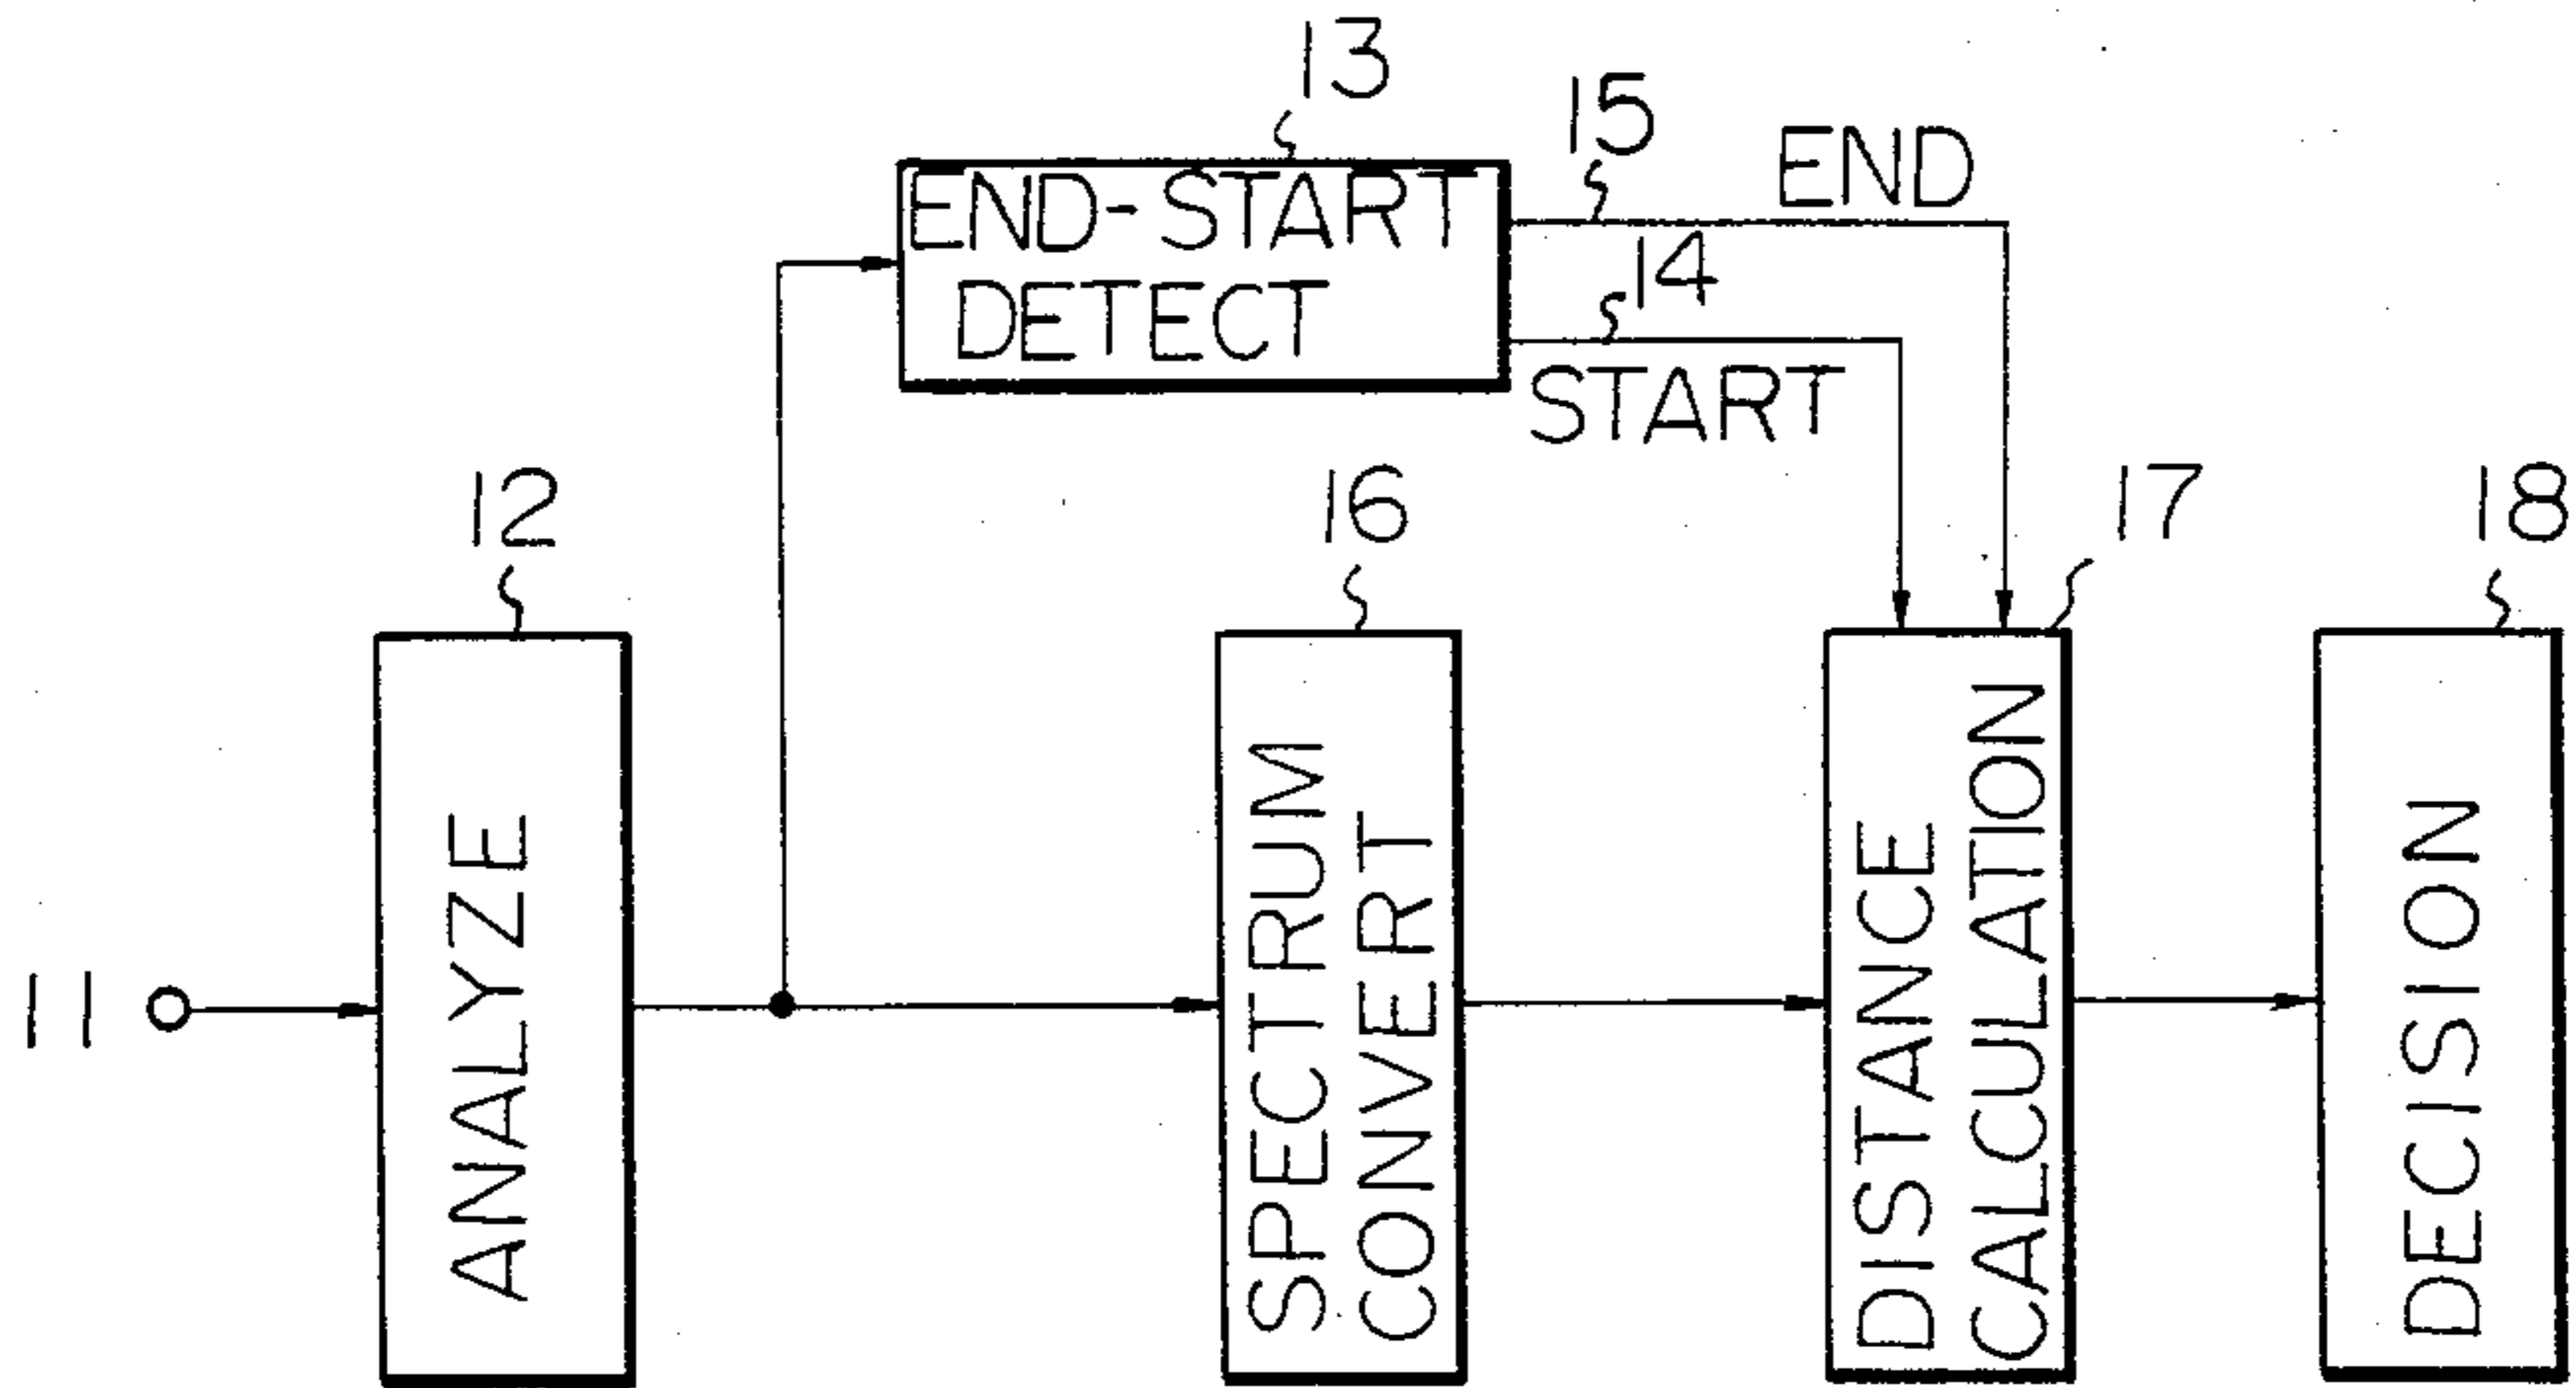 13
15
END
END-START
DETECT
14
START
12
16
17
18
11
ANALYZE
SPECTRUM
CONVERT
DISTANCE
CALCULATION
DECISION